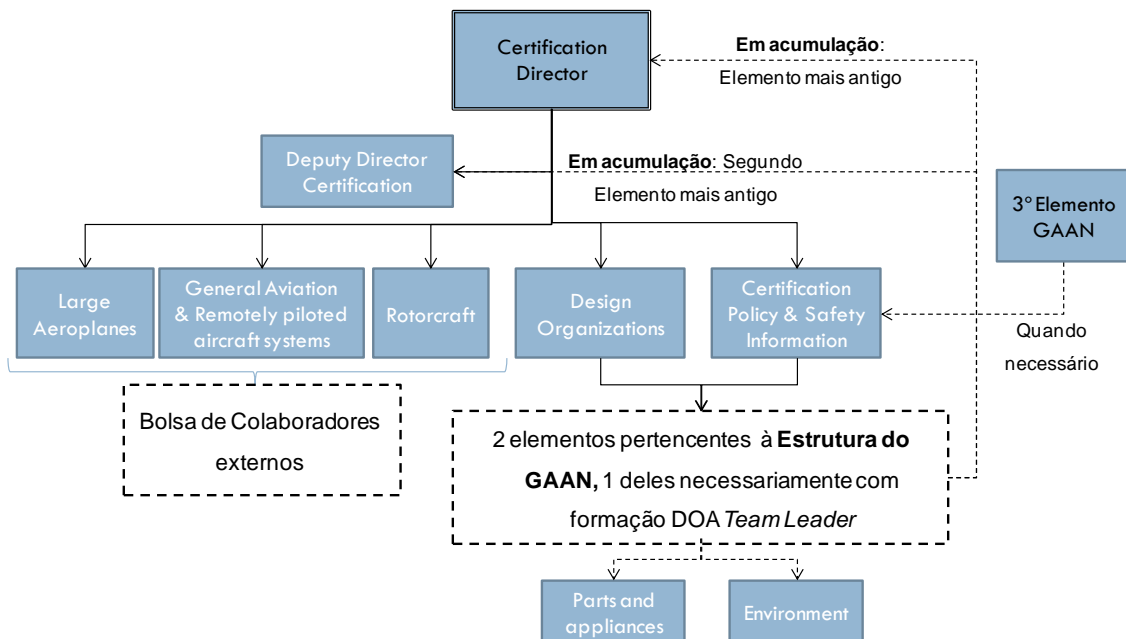 Certification
Director
Em acumulação:
Elemento mais antigo
Deputy Director
Certification
Em acumulação: Segundo
Elemento mais antigo
3º Elemento
GAAN
Large
Aeroplanes
General Aviation
& Remotely piloted
aircraft systems
Rotorcraft
Design
Organizations
Certification
Policy & Safety
Information
Quando
necessário
Bolsa de Colaboradores
externos
2 elementos pertencentes à Estrutura do
GAAN, 1 deles necessariamente com
formação DOA Team Leader
Parts and
appliances
Environment